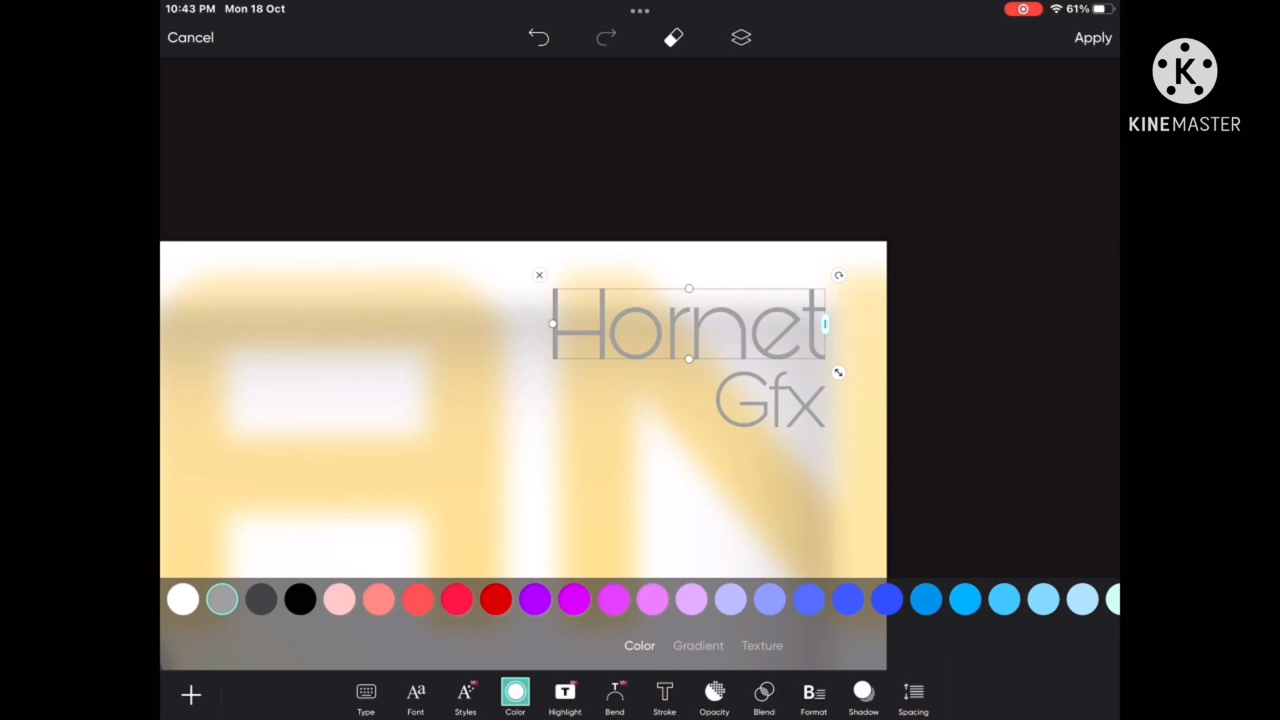 10:43 PM Mon 18 Oct
61%
Cancel
Apply
K
KINEMASTER
AN
Hornet
Gfx
Color Gradient Texture
Type Font Styles Color Highlight Bend Stroke Opacity Blend Format Shadow Spacing